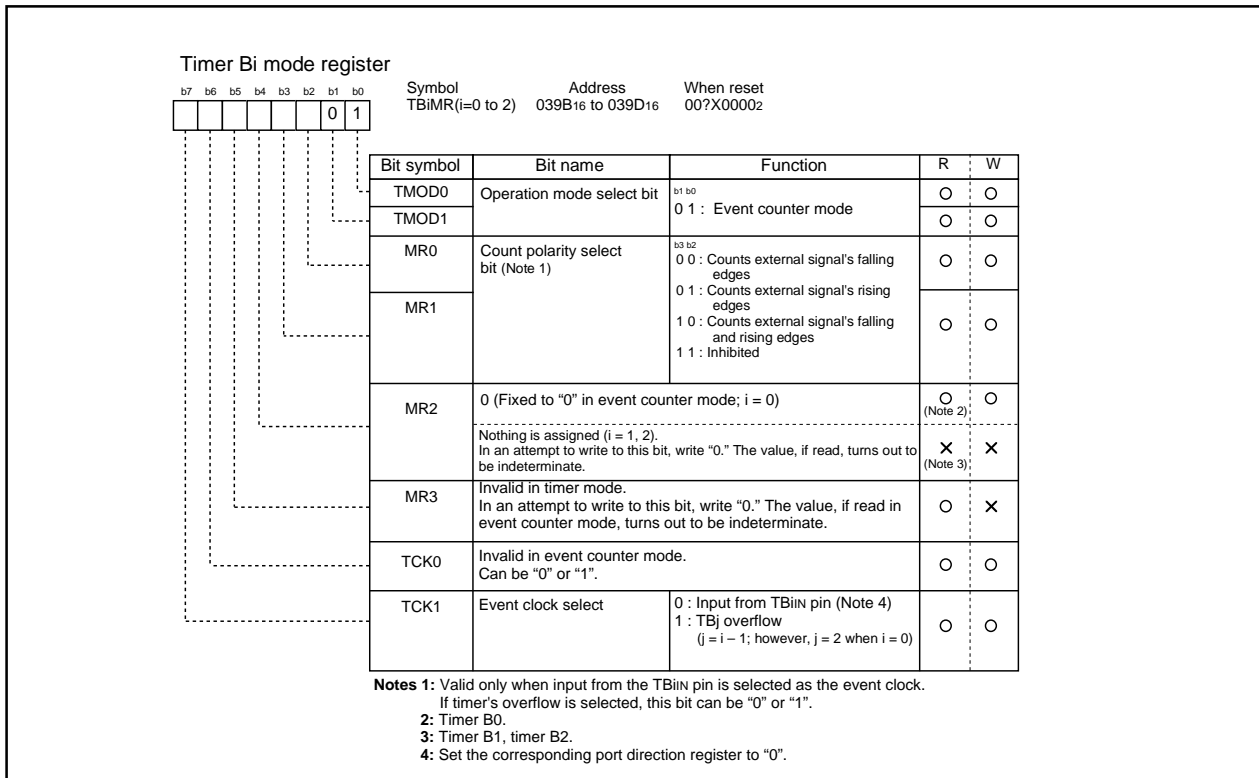 Timer Bi mode register
Symbol Address When reset
TBiMR(i=0 to 2) 039B16 to 039D16 00?X00002
b7 b6 b5 b4 b3 b2 b1 b0
0 1
Bit symbol Bit name Function R W
TMOD0 Operation mode select bit b1 b0 O O
0 1 : Event counter mode
TMOD1 O O
MR0 Count polarity select b3 b2
bit (Note 1) 0 0 : Counts external signal’s falling O O
edges
0 1 : Counts external signal’s rising
MR1 edges
1 0 : Counts external signal’s falling O O
and rising edges
1 1 : Inhibited
MR2 0 (Fixed to “0” in event counter mode; i = 0) O O
(Note 2)
Nothing is assigned (i = 1, 2).
In an attempt to write to this bit, write “0.” The value, if read, turns out to × ×
be indeterminate. (Note 3)
MR3 Invalid in timer mode.
In an attempt to write to this bit, write “0.” The value, if read in O ×
event counter mode, turns out to be indeterminate.
TCK0 Invalid in event counter mode. O O
Can be “0” or “1”.
TCK1 Event clock select 0 : Input from TBiIN pin (Note 4)
1 : TBj overflow O O
(j = i – 1; however, j = 2 when i = 0)
Notes 1: Valid only when input from the TBiIN pin is selected as the event clock.
If timer’s overflow is selected, this bit can be “0” or “1”.
2: Timer B0.
3: Timer B1, timer B2.
4: Set the corresponding port direction register to “0”.